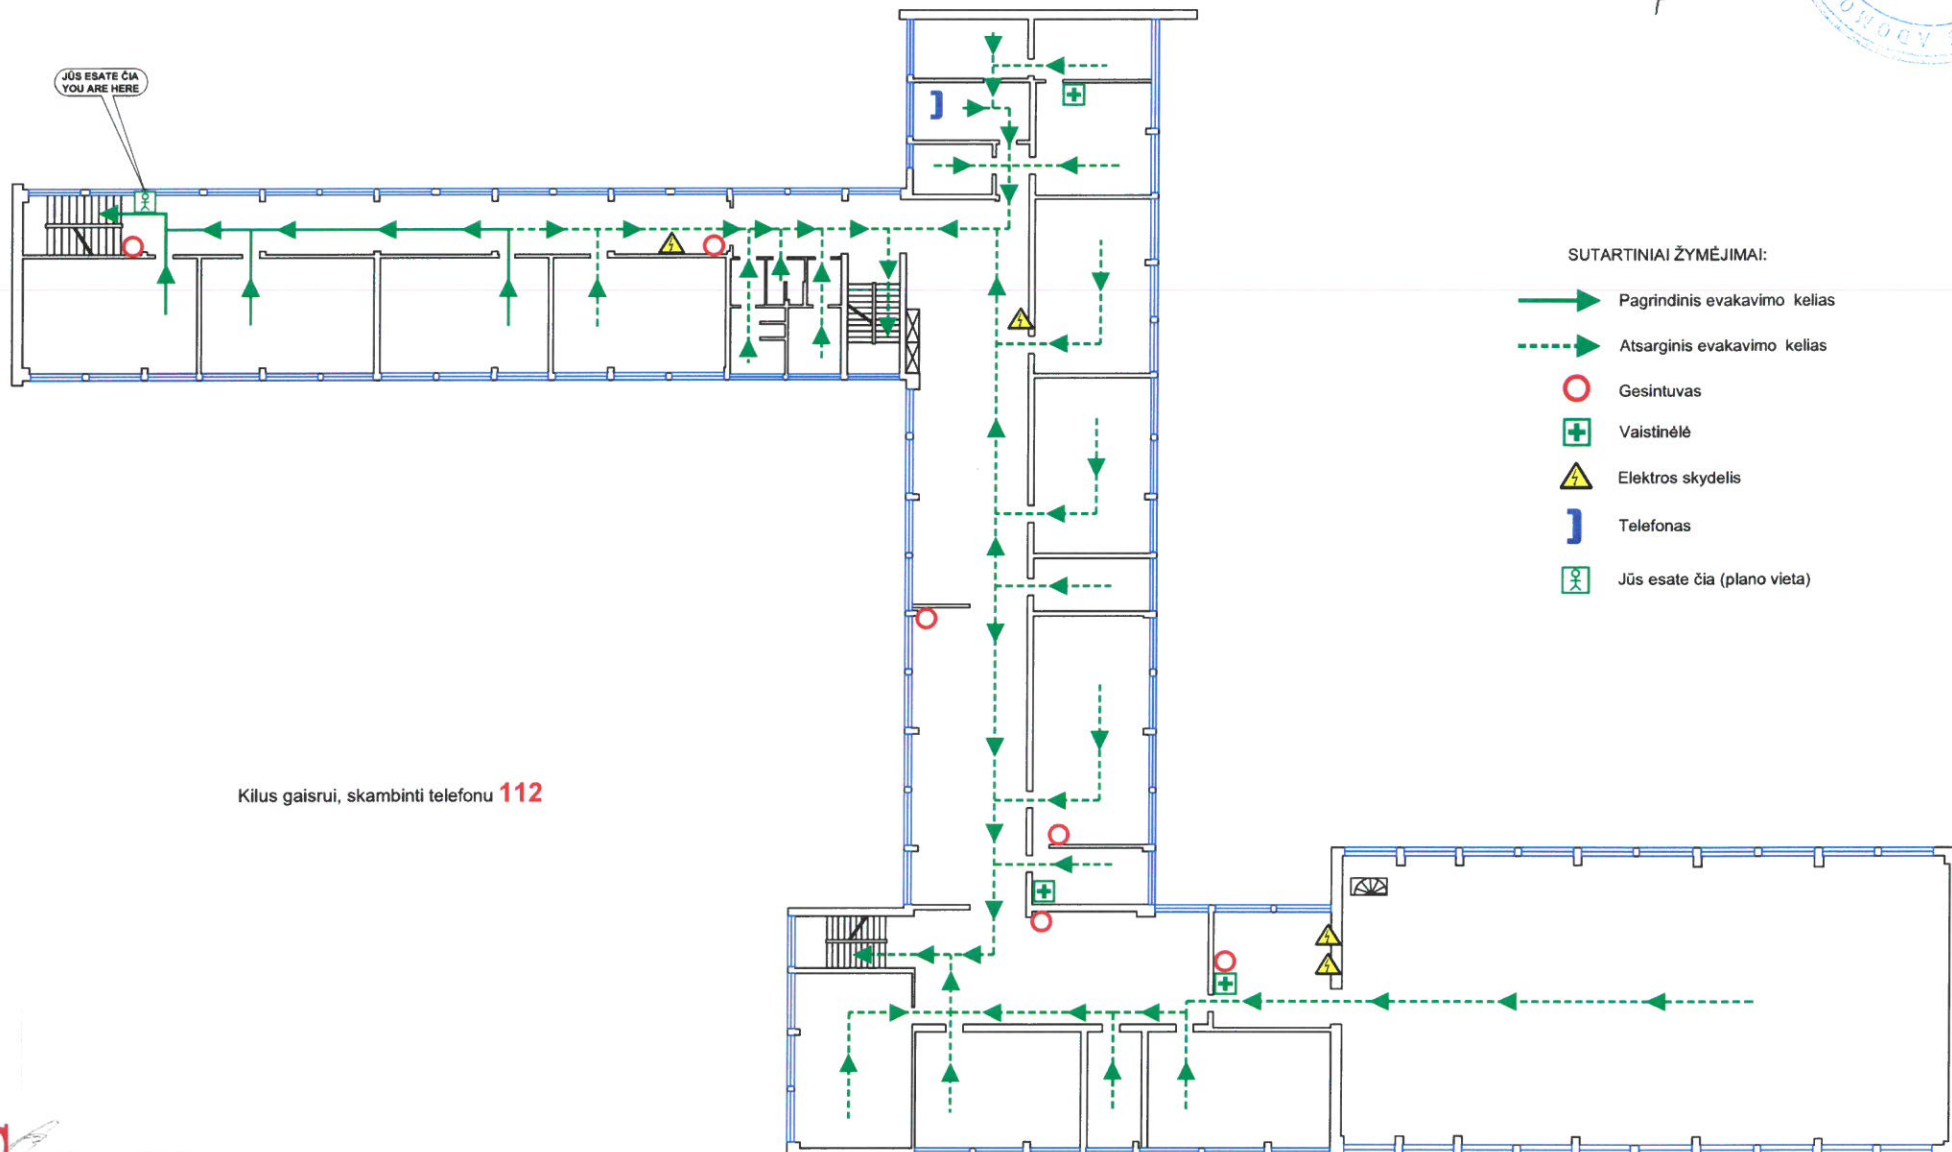 JŪS ESATE ČIA
YOU ARE HERE
SUTARTINIAI ŽYMĖJIMAI:
Pagrindinis evakavimo kelias
Atsarginis evakavimo kelias
Gesintuvas
Vaistinėlė
Elektros skydelis
Telefonas
Jūs esate čia (plano vieta)
Kilus gaisrui, skambinti telefonu 112